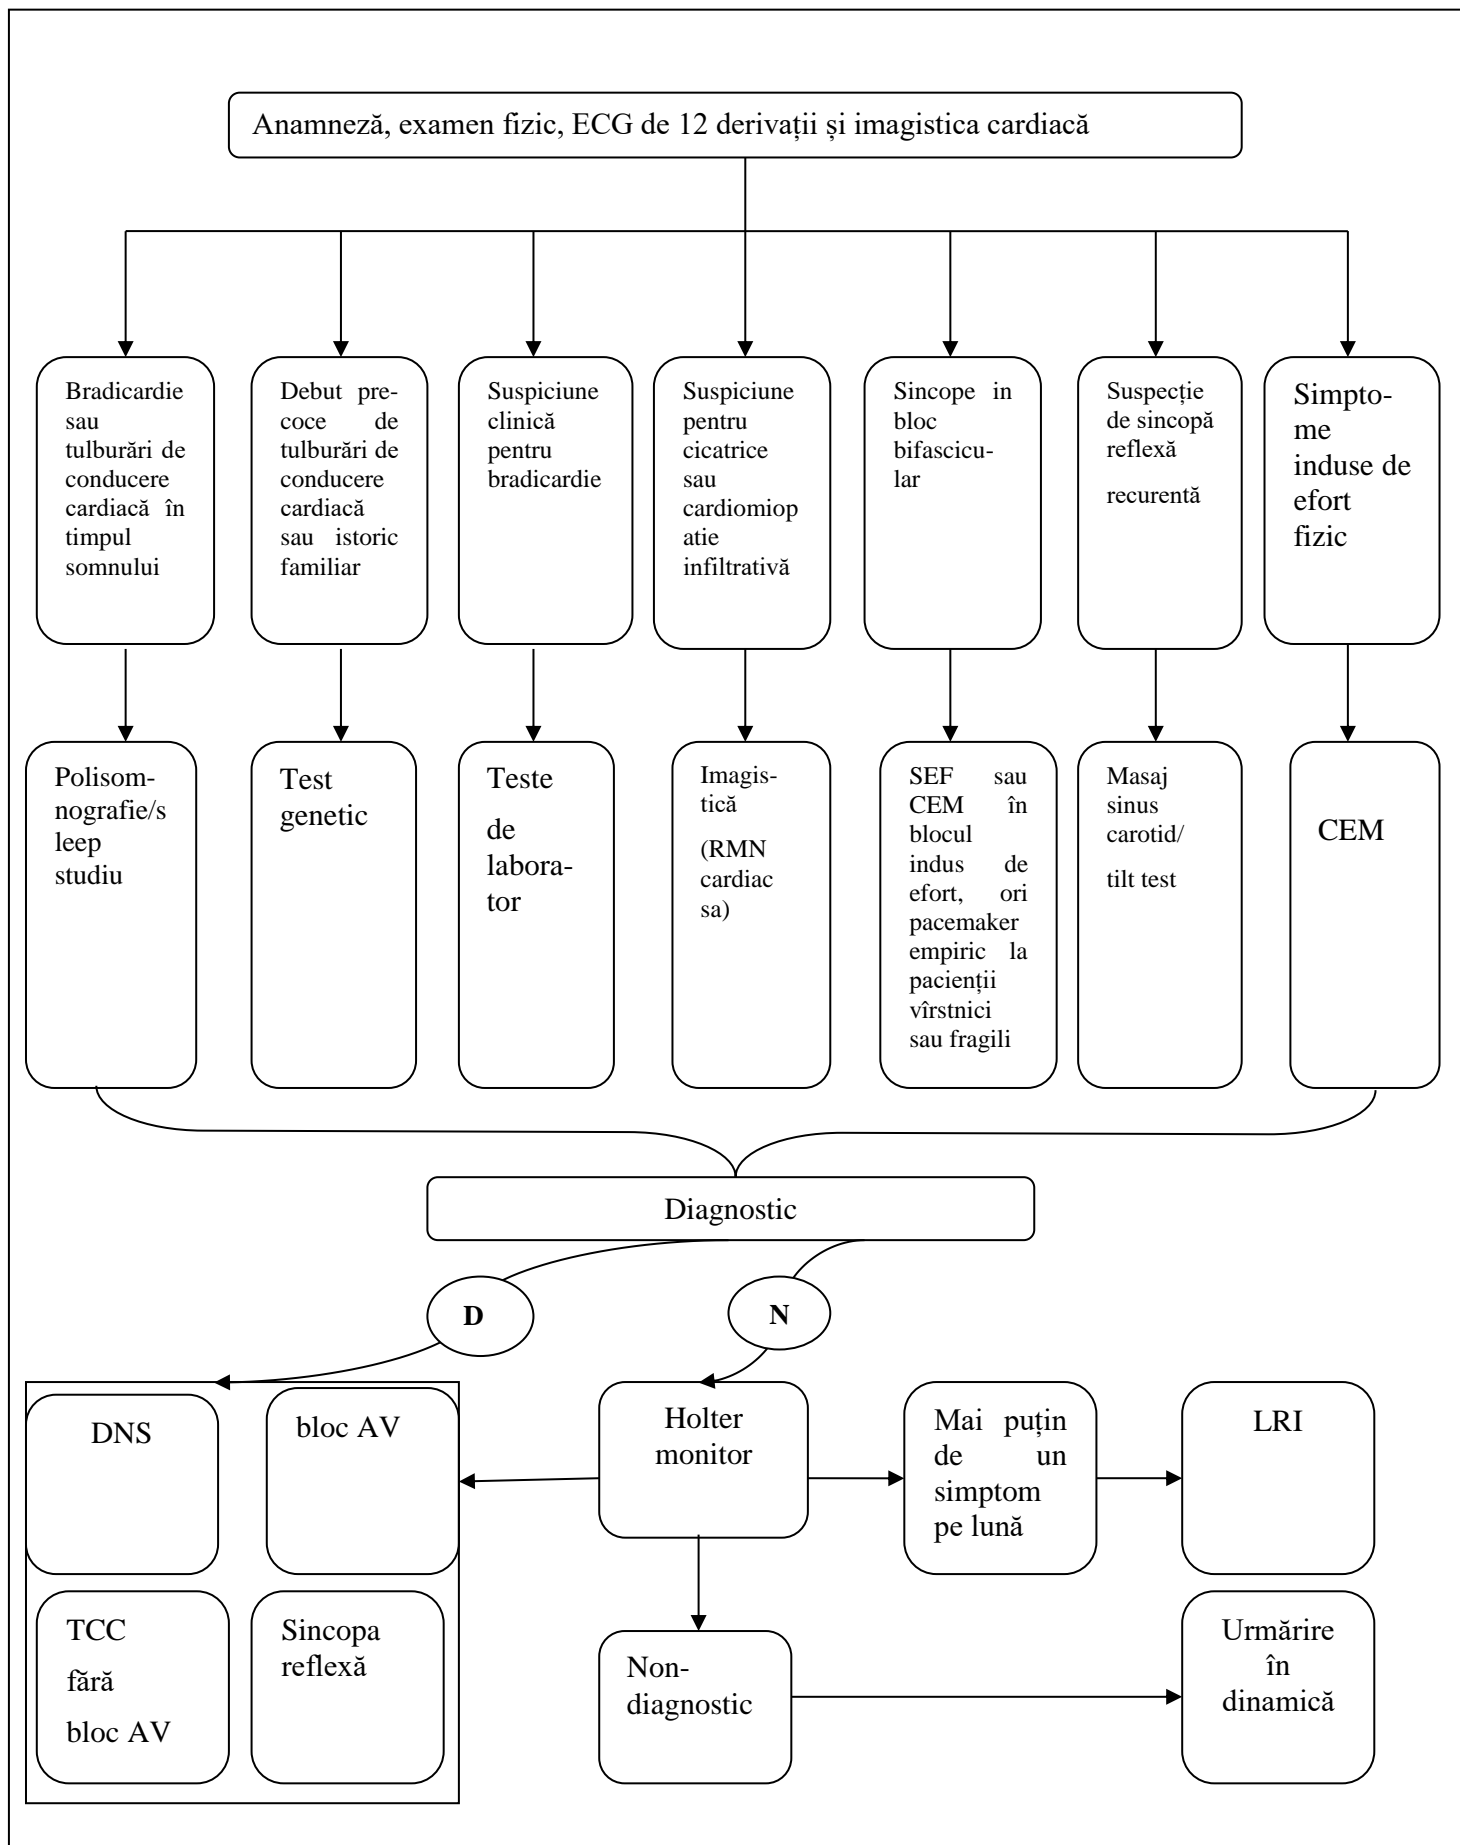 Anamneză, examen fizic, ECG de 12 derivații și imagistica cardiacă
Bradicardie
sau
tulburări de
conducere
cardiacă în
timpul
somnului
Debut pre-
coce de
tulburări de
conducere
cardiacă
sau istoric
familiar
Suspiciune
clinică
pentru
bradicardie
Suspiciune
pentru
cicatrice
sau
cardiomiop
atie
infiltrativă
Sincope in
bloc
bifascicu-
lar
Suspecție
de sincopă
reflexă
recurentă
Simpto-
me
induse de
efort
fizic
Polisom-
nografie/s
leep
studiu
Test
genetic
Teste
de
labora-
tor
Imagis-
tică
(RMN
cardiac
sa)
SEF sau
CEM în
blocul
indus de
efort, ori
pacemaker
empiric la
pacienții
vîrstnici
sau fragili
Masaj
sinus
carotid/
tilt test
CEM
Diagnostic
D
N
DNS
bloc AV
Holter
monitor
Mai puțin
de un
simptom
pe lună
LRI
TCC
fără
bloc AV
Sincopa
reflexă
Non-
diagnostic
Urmărire
în
dinamică